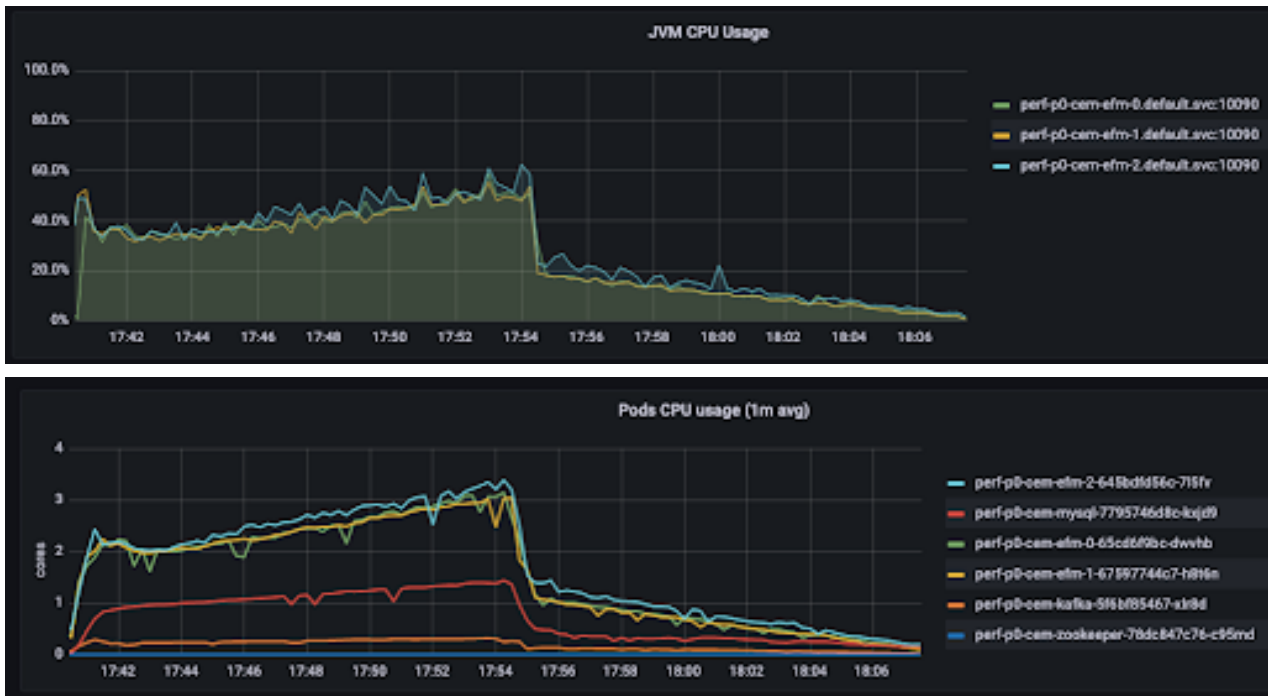 JVM CPU Usage
100.0%
80.0%
60.0%
40.0%
20.0%
0%
17:42 17:44 17:46 17:48 17:50 17:52 17:54 17:56 17:58 18:00 18:02 18:04 18:06
perf-p0-cem-efm-0.default.svc:10090
perf-p0-cem-efm-1.default.svc:10090
perf-p0-cem-efm-2.default.svc:10090
Pods CPU usage (1m avg)
cores
4
3
2
1
0
17:42 17:44 17:46 17:48 17:50 17:52 17:54 17:56 17:58 18:00 18:02 18:04 18:06
perf-p0-cem-efm-2-645bdfd56c-7l5fv
perf-p0-cem-mysql-7795746d8c-kxjd9
perf-p0-cem-efm-0-65cd6f9bc-dwvhb
perf-p0-cem-efm-1-67597744c7-h8t6n
perf-p0-cem-kafka-5f6bf85467-xlr8d
perf-p0-cem-zookeeper-78dc847c76-c95md